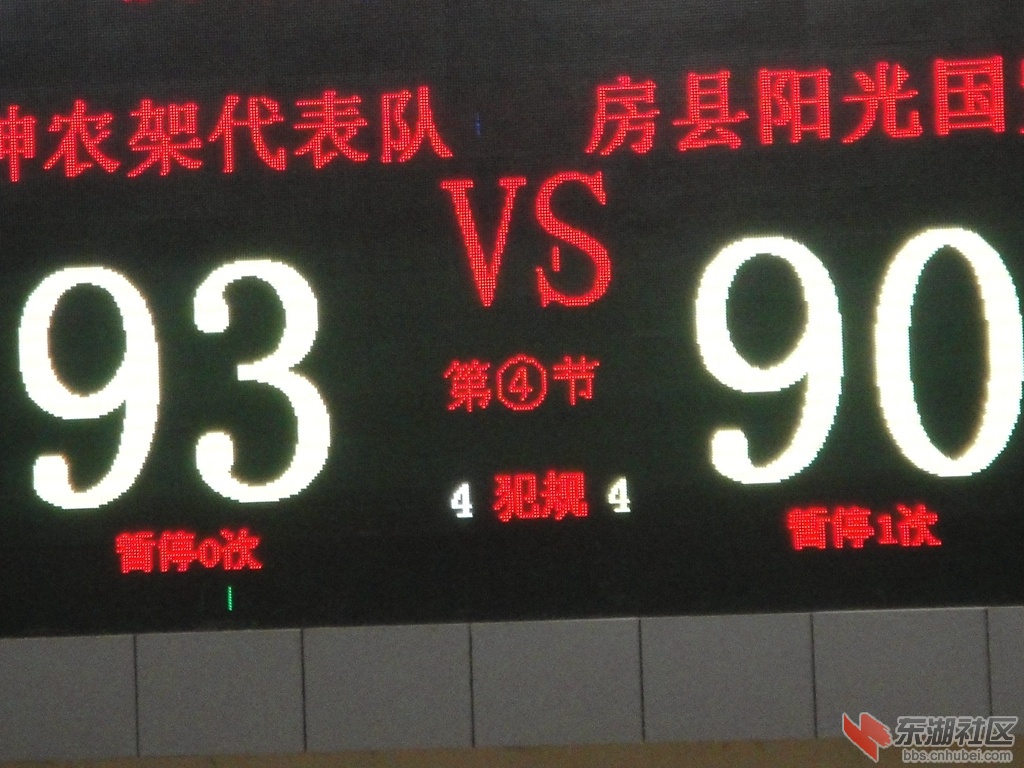 神农架代表队
房县阳光国
VS
93
90
第④节
4 犯规 4
暂停0次
暂停1次
东湖社区
bbs.cnhubei.com